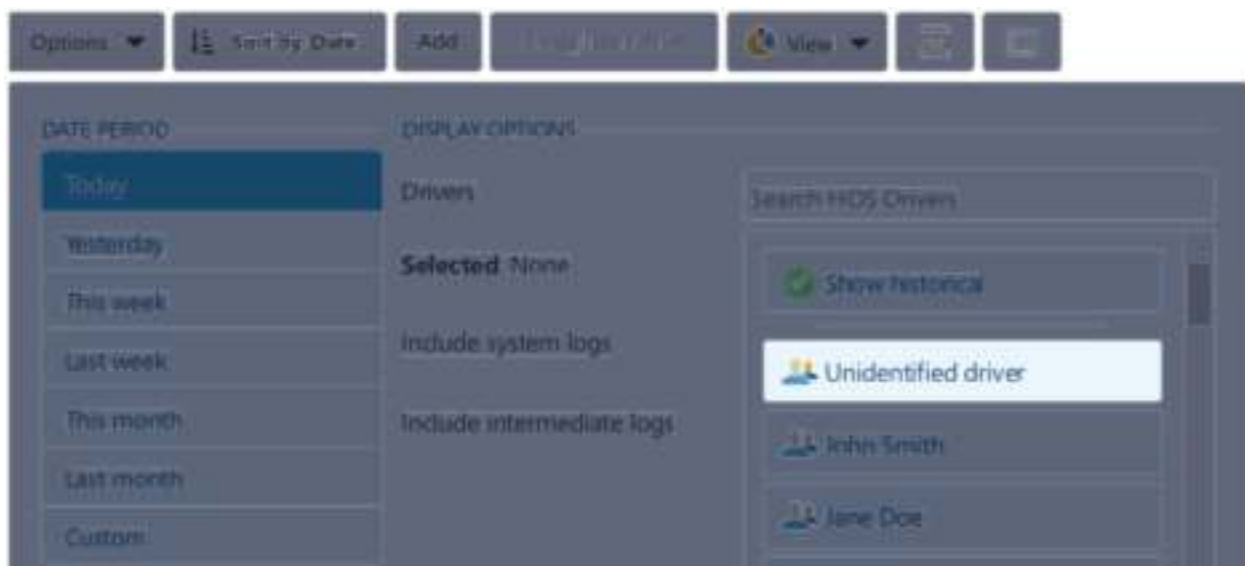 Options Sort by Date Add View
DATE PERIOD
Today
Yesterday
This week
Last week
This month
Last month
Custom
DISPLAY OPTIONS
Drivers
Selected None
Include system logs
Include intermediate logs
Search HOS Drivers
Show historical
Unidentified driver
John Smith
Jane Doe